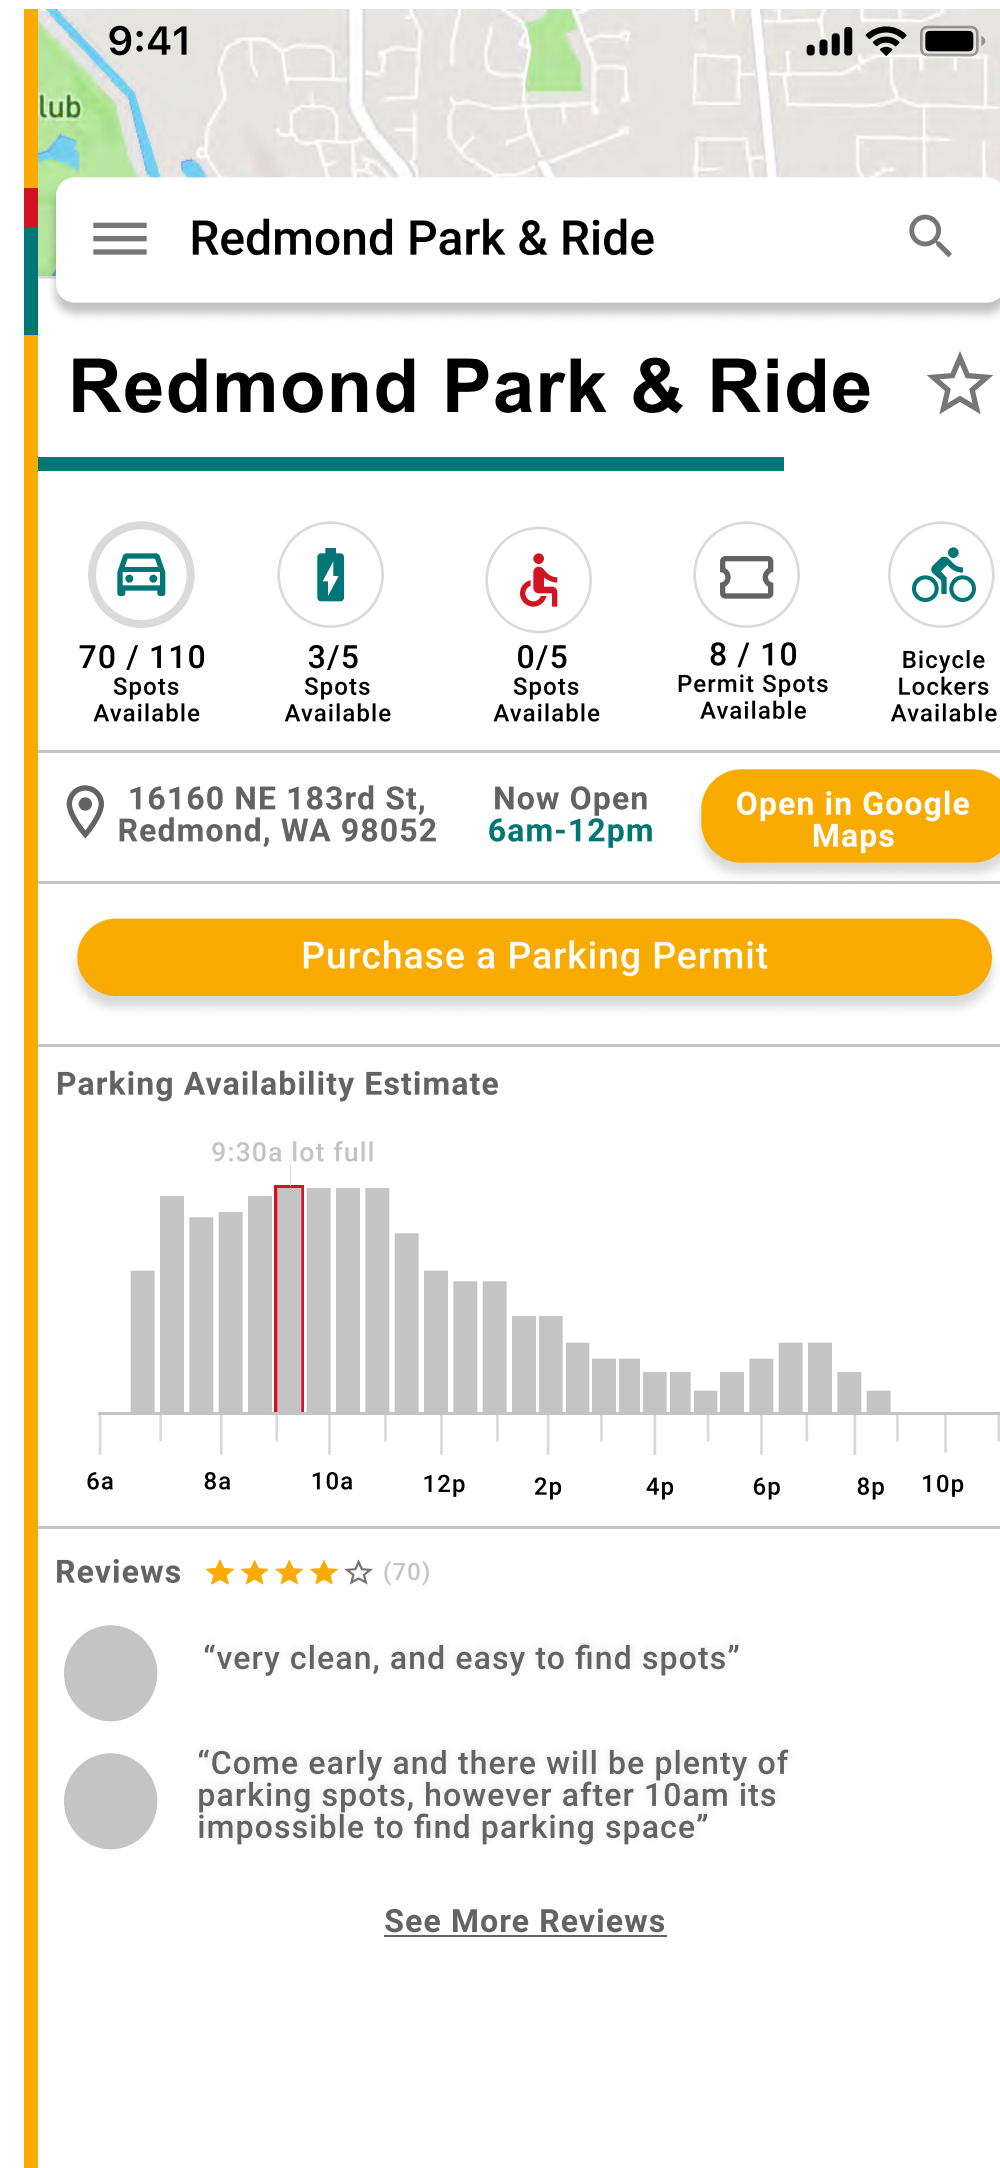 9:41
lub
Redmond Park & Ride
Redmond Park & Ride
70 / 110
Spots
Available
3/5
Spots
Available
0/5
Spots
Available
8 / 10
Permit Spots
Available
Bicycle
Lockers
Available
16160 NE 183rd St,
Redmond, WA 98052
Now Open
6am-12pm
Open in Google
Maps
Purchase a Parking Permit
Parking Availability Estimate
9:30a lot full
6a 8a 10a 12p 2p 4p 6p 8p 10p
Reviews (70)
“very clean, and easy to find spots”
“Come early and there will be plenty of
parking spots, however after 10am its
impossible to find parking space”
See More Reviews